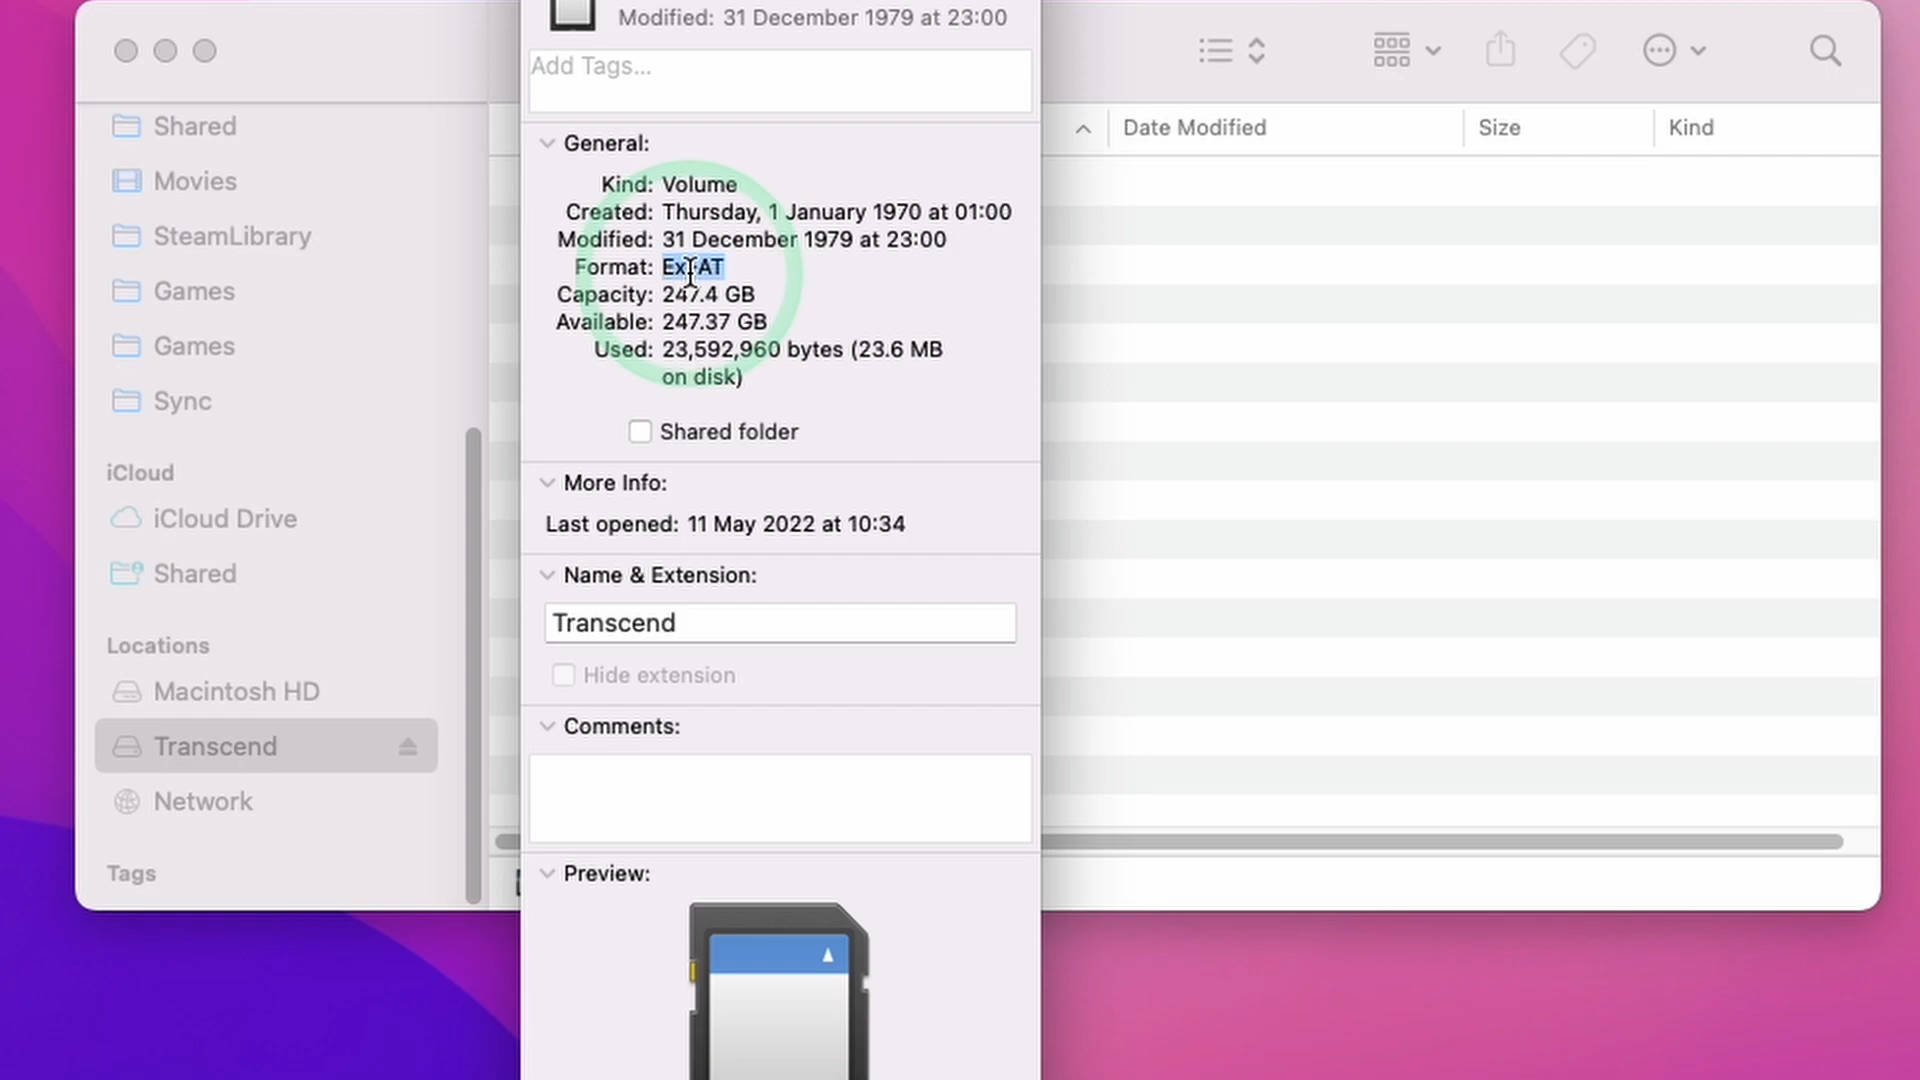 Modified: 31 December 1979 at 23:00
Add Tags...
Date Modified
Size
Kind
Shared
Movies
SteamLibrary
Games
Games
Sync
iCloud
iCloud Drive
Shared
Locations
Macintosh HD
Transcend
Network
Tags
General:
Kind: Volume
Created: Thursday, 1 January 1970 at 01:00
Modified: 31 December 1979 at 23:00
Format: ExFAT
Capacity: 247.4 GB
Available: 247.37 GB
Used: 23,592,960 bytes (23.6 MB
on disk)
Shared folder
More Info:
Last opened: 11 May 2022 at 10:34
Name & Extension:
Transcend
Hide extension
Comments:
Preview: